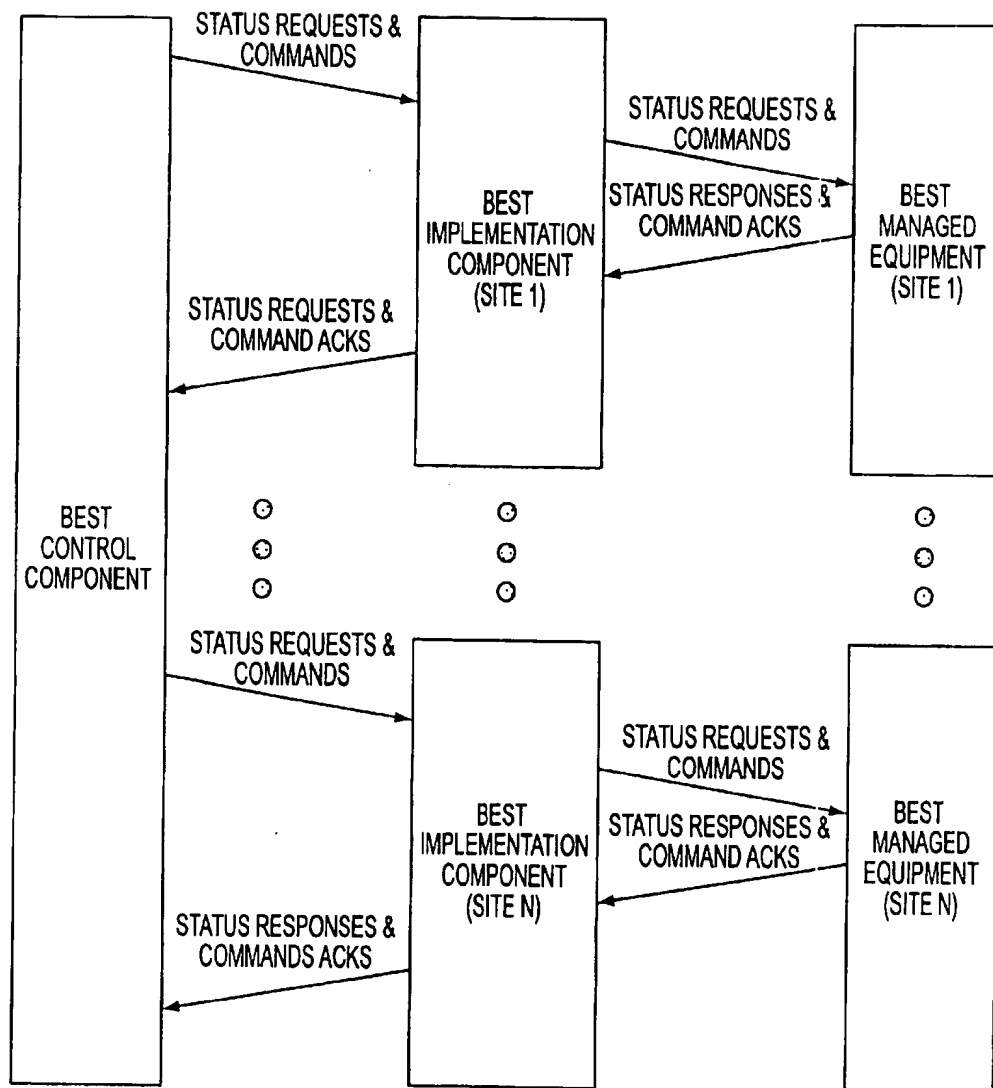 STATUS REQUESTS &
COMMANDS
STATUS REQUESTS &
COMMANDS
STATUS RESPONSES &
COMMAND ACKS
BEST
IMPLEMENTATION
COMPONENT
(SITE 1)
BEST
MANAGED
EQUIPMENT
(SITE 1)
STATUS REQUESTS &
COMMAND ACKS
BEST
CONTROL
COMPONENT
STATUS REQUESTS &
COMMANDS
STATUS REQUESTS &
COMMANDS
STATUS RESPONSES &
COMMAND ACKS
BEST
IMPLEMENTATION
COMPONENT
(SITE N)
BEST
MANAGED
EQUIPMENT
(SITE N)
STATUS RESPONSES &
COMMANDS ACKS